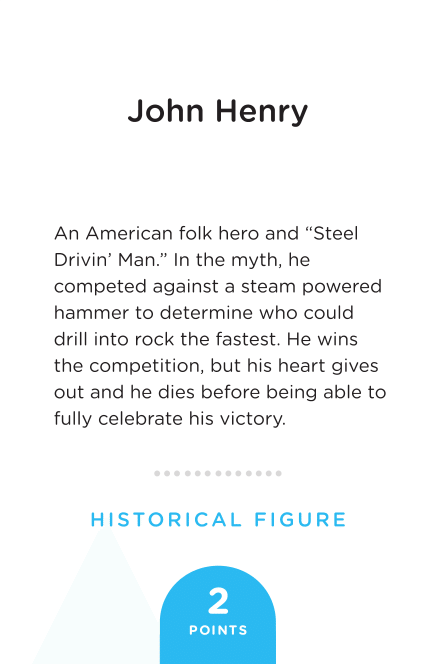 John Henry
An American folk hero and “Steel
Drivin’ Man.” In the myth, he
competed against a steam powered
hammer to determine who could
drill into rock the fastest. He wins
the competition, but his heart gives
out and he dies before being able to
fully celebrate his victory.
HISTORICAL FIGURE
2
POINTS